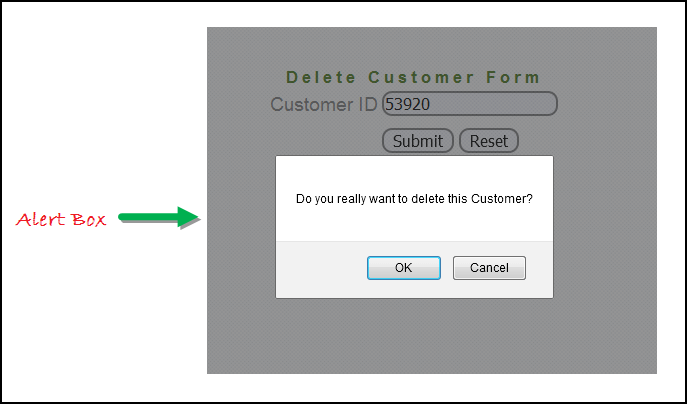 Delete Customer Form
Customer ID 53920
Submit Reset
Do you really want to delete this Customer?
Alert Box
OK Cancel